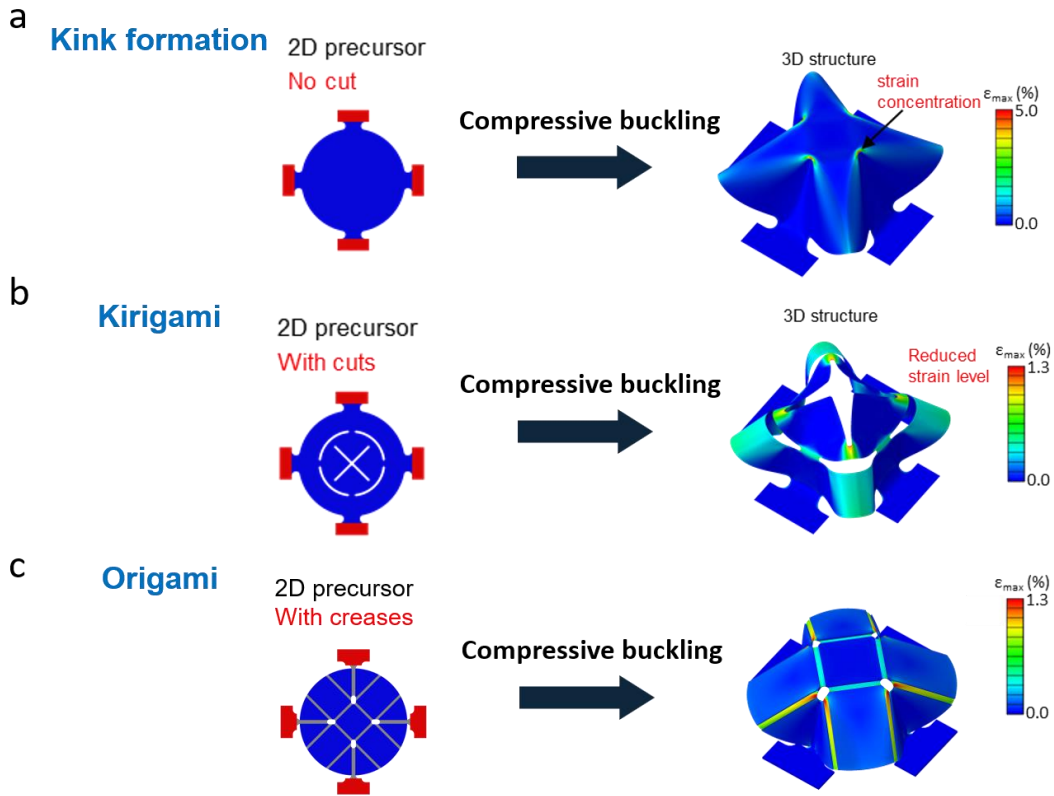 a
Kink formation
2D precursor
No cut
Compressive buckling
3D structure
strain
concentration
εmax (%)
5.0
0.0
b
Kirigami
2D precursor
With cuts
Compressive buckling
3D structure
Reduced
strain level
εmax (%)
1.3
0.0
c
Origami
2D precursor
With creases
Compressive buckling
εmax (%)
1.3
0.0